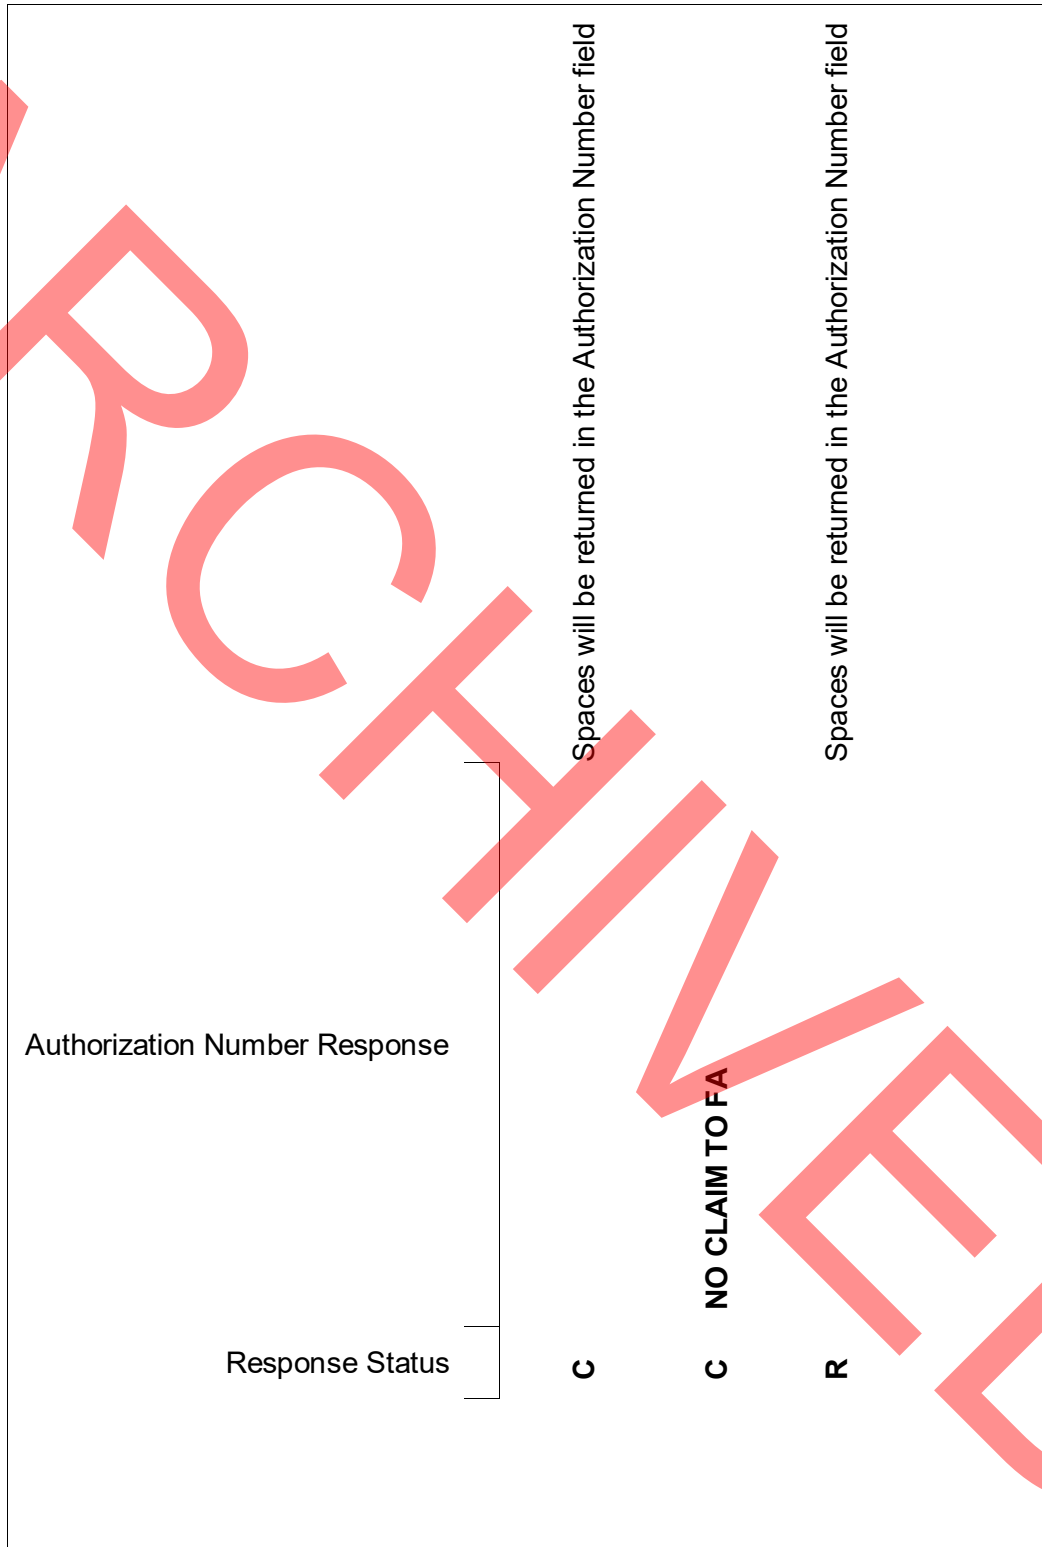 Authorization Number Response
Response Status
C
Spaces will be returned in the Authorization Number field
C NO CLAIM TO FA
R
Spaces will be returned in the Authorization Number field
RCHIVED